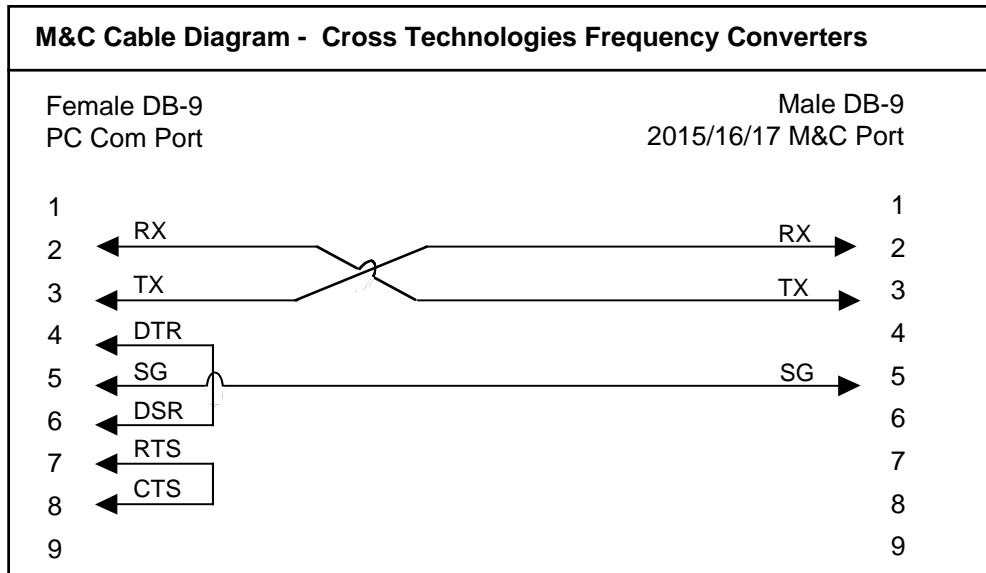 M&C Cable Diagram -  Cross Technologies Frequency Converters
Female DB-9
PC Com Port
Male DB-9
2015/16/17 M&C Port
1 1
2 RX RX 2
3 TX TX 3
4 DTR 4
5 SG SG 5
6 DSR 6
7 RTS 7
8 CTS 8
9 9